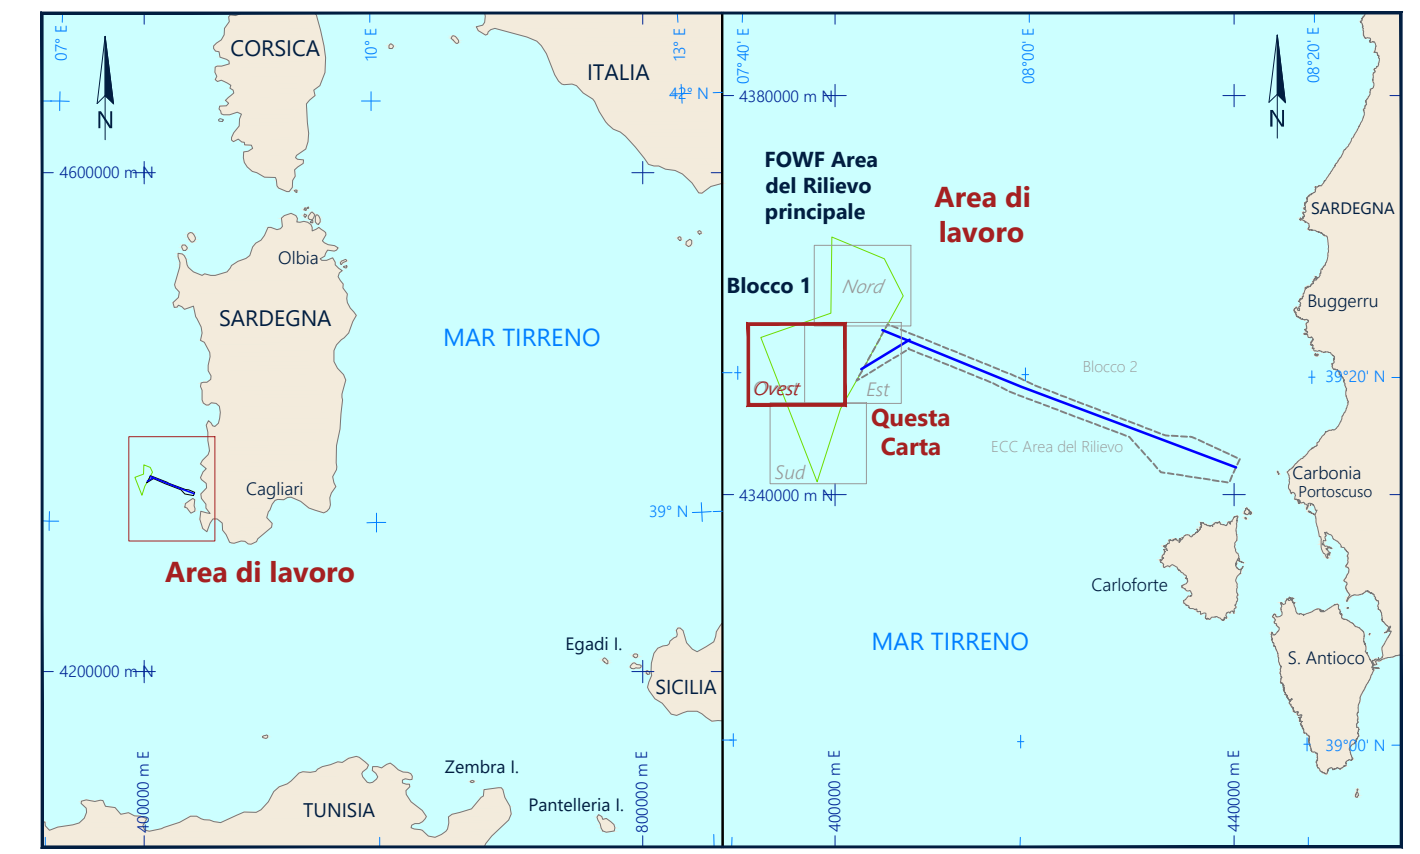 07° E
10° E
13° E
CORSICA
ITALIA
42° N
N
4600000 m N
Olbia
SARDEGNA
MAR TIRRENO
Cagliari
39° N
Area di lavoro
Egadi I.
4200000 m N
SICILIA
400000 m E
800000 m E
Zembra I.
Pantelleria I.
TUNISIA
07°40' E
08°00' E
08°20' E
4380000 m N
N
FOWF Area
del Rilievo
principale
Area di
lavoro
SARDEGNA
Blocco 1
Nord
Buggerru
Blocco 2
39°20' N
Ovest
Est
Questa
Carta
ECC Area del Rilievo
Sud
Carbonia
Portoscuso
4340000 m N
Carloforte
MAR TIRRENO
S. Antioco
39°00' N
400000 m E
440000 m E